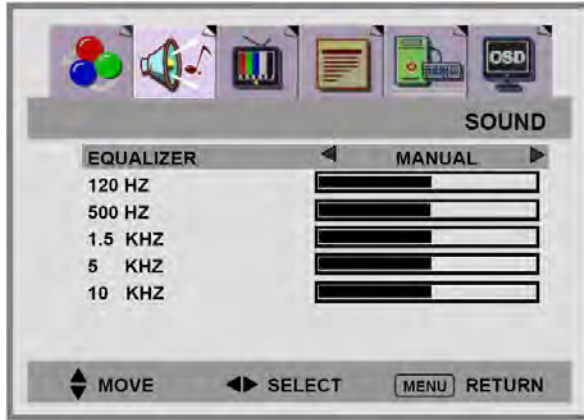 OSD
SOUND
EQUALIZER MANUAL
120 HZ
500 HZ
1.5 KHZ
5 KHZ
10 KHZ
MOVE SELECT MENU RETURN